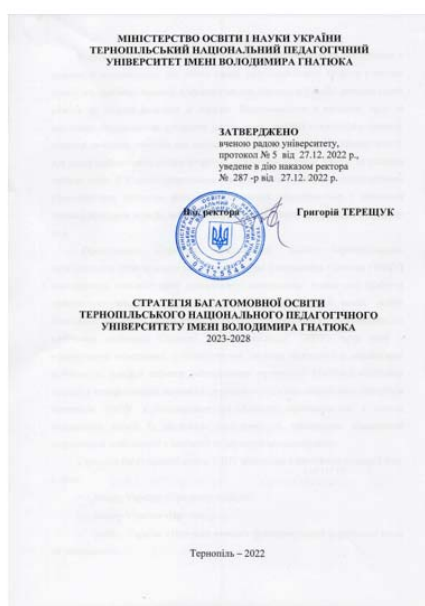 МІНІСТЕРСТВО ОСВІТИ І НАУКИ УКРАЇНИ
ТЕРНОПІЛЬСЬКИЙ НАЦІОНАЛЬНИЙ ПЕДАГОГІЧНИЙ
УНІВЕРСИТЕТ ІМЕНІ ВОЛОДИМИРА ГНАТЮКА
ЗАТВЕРДЖЕНО
вченою радою університету,
протокол № 5 від 27.12. 2022 р.,
уведене в дію наказом ректора
№ 287 -р від 27.12. 2022 р.
В.о. ректора Григорій ТЕРЕЩУК
СТРАТЕГІЯ БАГАТОМОВНОЇ ОСВІТИ
ТЕРНОПІЛЬСЬКОГО НАЦІОНАЛЬНОГО ПЕДАГОГІЧНОГО
УНІВЕРСИТЕТУ ІМЕНІ ВОЛОДИМИРА ГНАТЮКА
2023-2028
Тернопіль – 2022